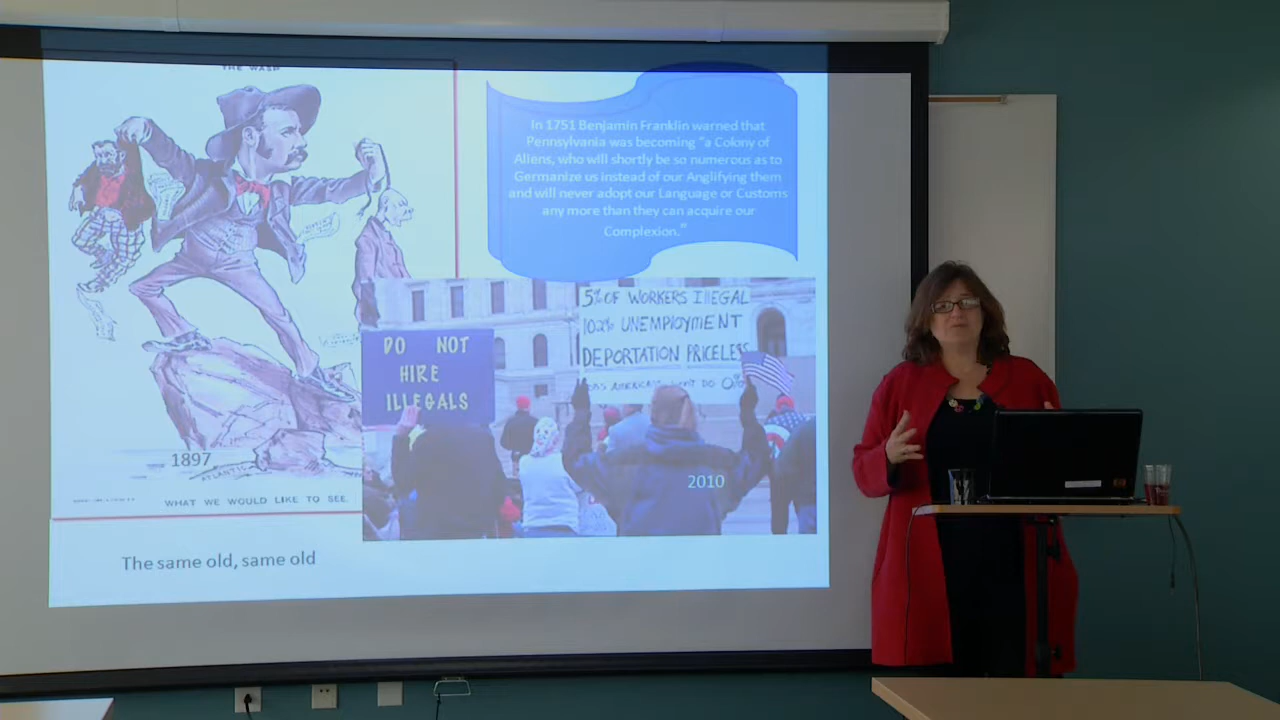 THE WASP
In 1751 Benjamin Franklin warned that
Pennsylvania was becoming "a Colony of
Aliens, who will shortly be so numerous as to
Germanize us instead of our Anglifying them
and will never adopt our Language or Customs
any more than they can acquire our
Complexion."
5% OF WORKERS ILLEGAL
10.2% UNEMPLOYMENT
DEPORTATION PRICELESS
DO NOT
HIRE
ILLEGALS
1897
ATLANTIC
2010
WHAT WE WOULD LIKE TO SEE.
The same old, same old